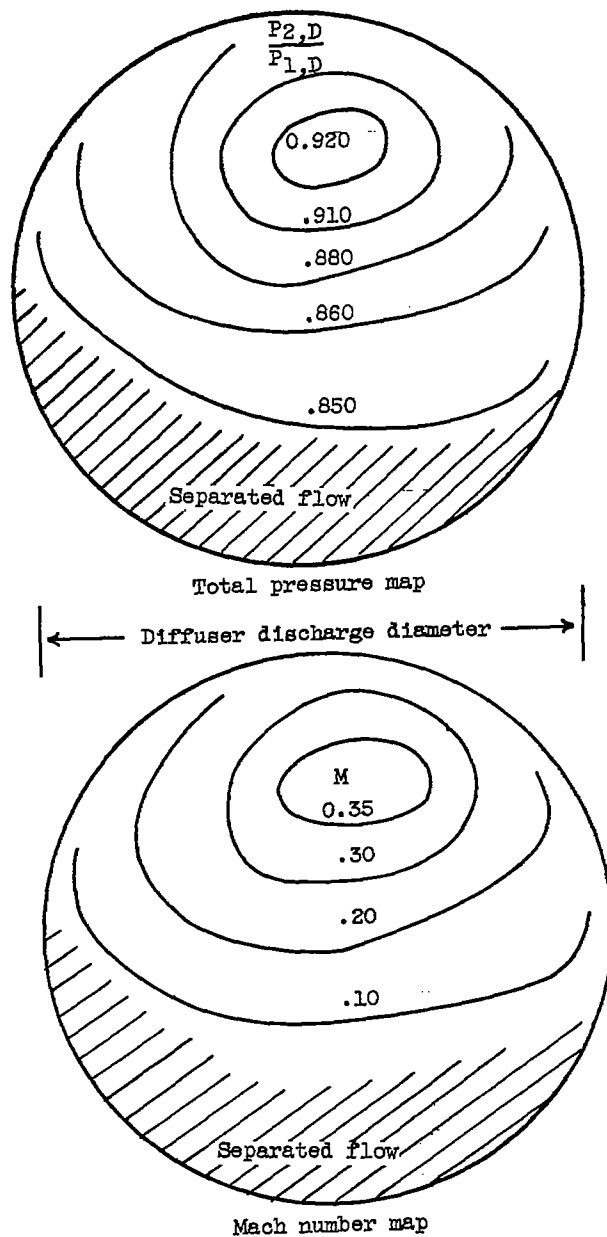 P2,D
P1,D
0.920
.910
.880
.860
.850
Separated flow
Total pressure map
Diffuser discharge diameter
M
0.35
.30
.20
.10
Separated flow
Mach number map